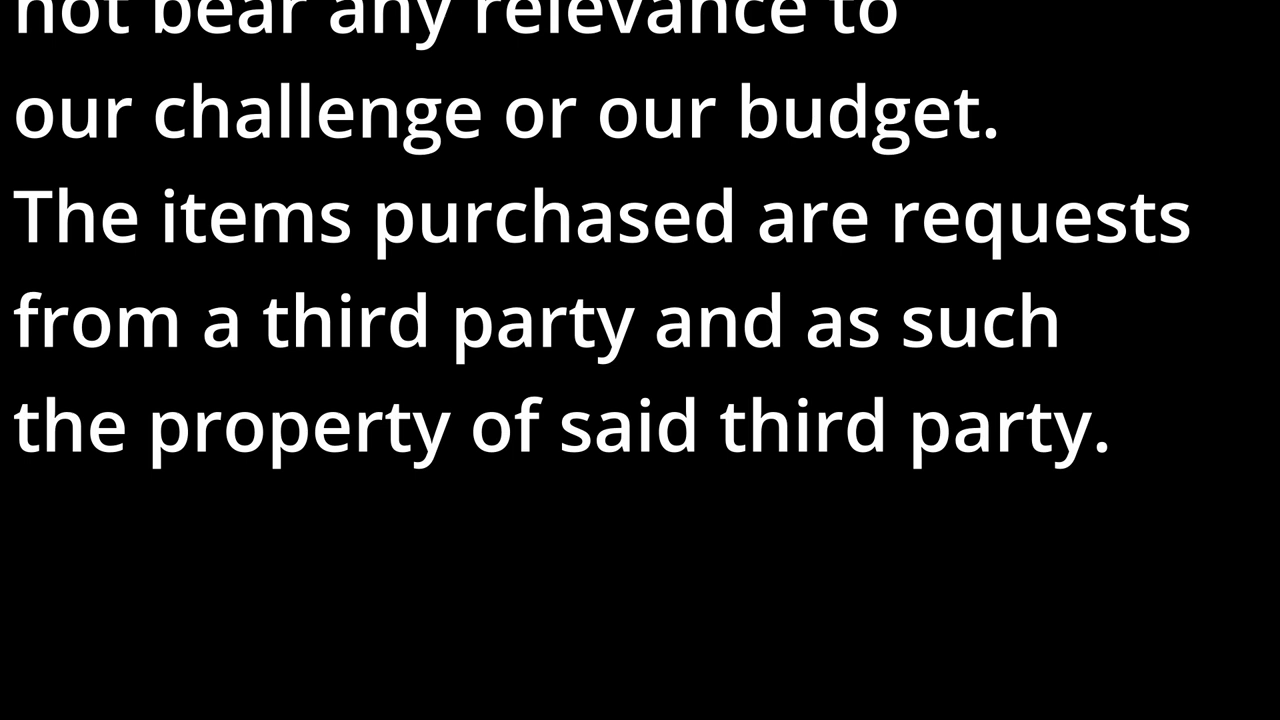 not bear any relevance to
our challenge or our budget.
The items purchased are requests
from a third party and as such
the property of said third party.